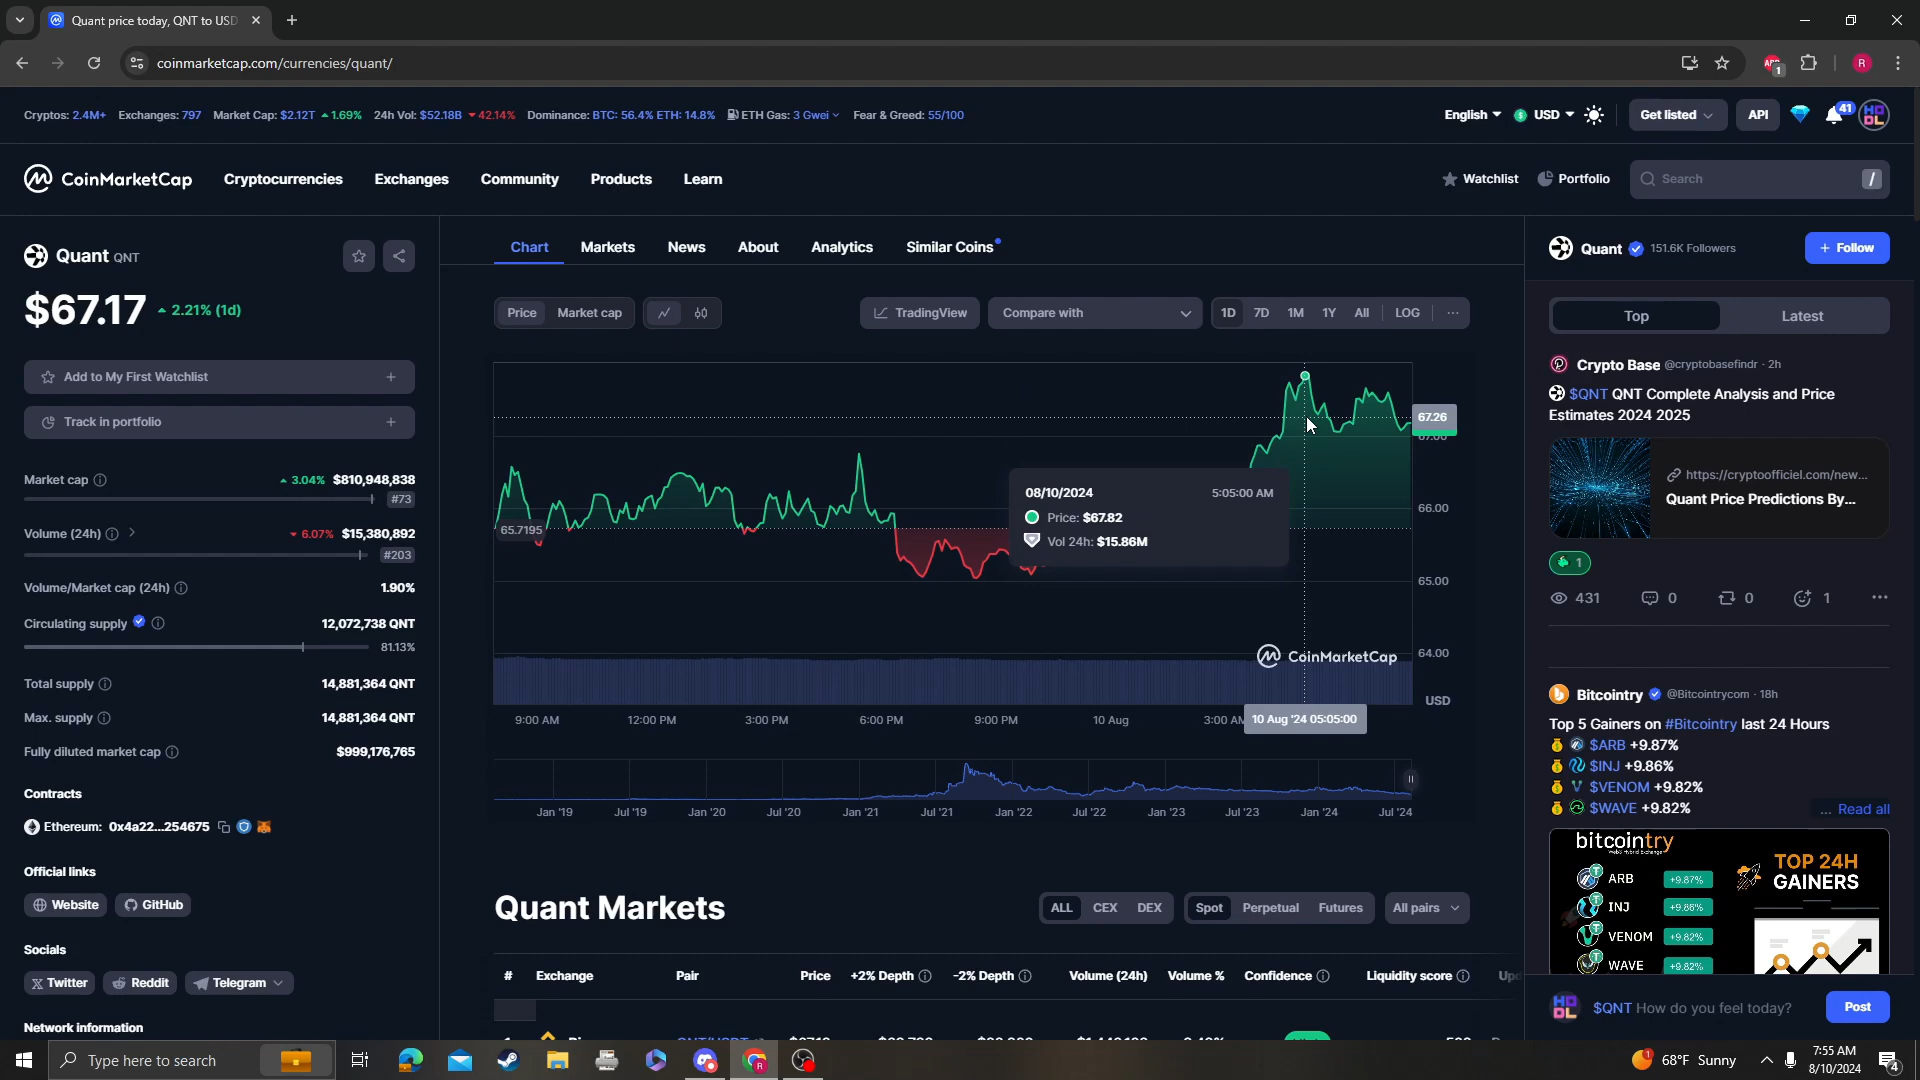 Quant price today, QNT to USD
coinmarketcap.com/currencies/quant/
1
R
Cryptos: 2.4M+ Exchanges: 797 Market Cap: $2.12T 1.69% 24h Vol: $52.18B 42.14% Dominance: BTC: 56.4% ETH: 14.8% ETH Gas: 3 Gwei Fear & Greed: 55/100
English USD Get listed API 41
CoinMarketCap Cryptocurrencies Exchanges Community Products Learn
Watchlist Portfolio Search /
Quant QNT
$67.17 2.21% (1d)
Add to My First Watchlist +
Track in portfolio +
Market cap 3.04% $810,948,838
#73
Volume (24h) 6.07% $15,380,892
#203
Volume/Market cap (24h) 1.90%
Circulating supply 12,072,738 QNT
81.13%
Total supply 14,881,364 QNT
Max. supply 14,881,364 QNT
Fully diluted market cap $999,176,765
Contracts
Ethereum: 0x4a22...254675
Official links
Website GitHub
Socials
Twitter Reddit Telegram
Network information
Chart Markets News About Analytics Similar Coins
Price Market cap TradingView Compare with 1D 7D 1M 1Y All LOG ...
67.26
67.00
66.00
65.00
64.00
USD
65.7195
08/10/2024 5:05:00 AM
Price: $67.82
Vol 24h: $15.86M
CoinMarketCap
9:00 AM 12:00 PM 3:00 PM 6:00 PM 9:00 PM 10 Aug 3:00 AM 10 Aug '24 05:05:00
Jan '19 Jul '19 Jan '20 Jul '20 Jan '21 Jul '21 Jan '22 Jul '22 Jan '23 Jul '23 Jan '24 Jul '24
Quant Markets
ALL CEX DEX Spot Perpetual Futures All pairs
# Exchange Pair Price +2% Depth -2% Depth Volume (24h) Volume % Confidence Liquidity score
Quant 151.6K Followers + Follow
Top Latest
Crypto Base @cryptobasefindr · 2h
$QNT QNT Complete Analysis and Price
Estimates 2024 2025
https://cryptoofficiel.com/new...
Quant Price Predictions By...
1
431 0 0 1 ...
Bitcointry @Bitcointrycom · 18h
Top 5 Gainers on #Bitcointry last 24 Hours
$ARB +9.87%
$INJ +9.86%
$VENOM +9.82%
$WAVE +9.82%
... Read all
bitcointry
TOP 24H
GAINERS
ARB +9.87%
INJ +9.86%
VENOM +9.82%
WAVE +9.82%
HODL $QNT How do you feel today? Post
Type here to search
68°F Sunny
7:55 AM
8/10/2024
4